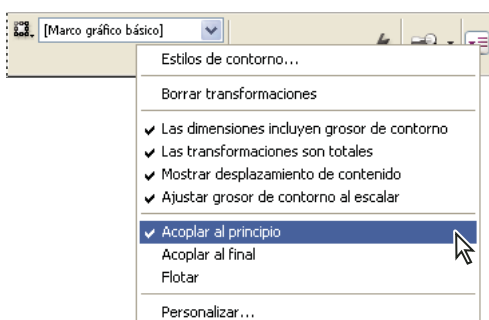 [Marco gráfico básico]
Estilos de contorno...
Borrar transformaciones
Las dimensiones incluyen grosor de contorno
Las transformaciones son totales
Mostrar desplazamiento de contenido
Ajustar grosor de contorno al escalar
Acoplar al principio
Acoplar al final
Flotar
Personalizar...